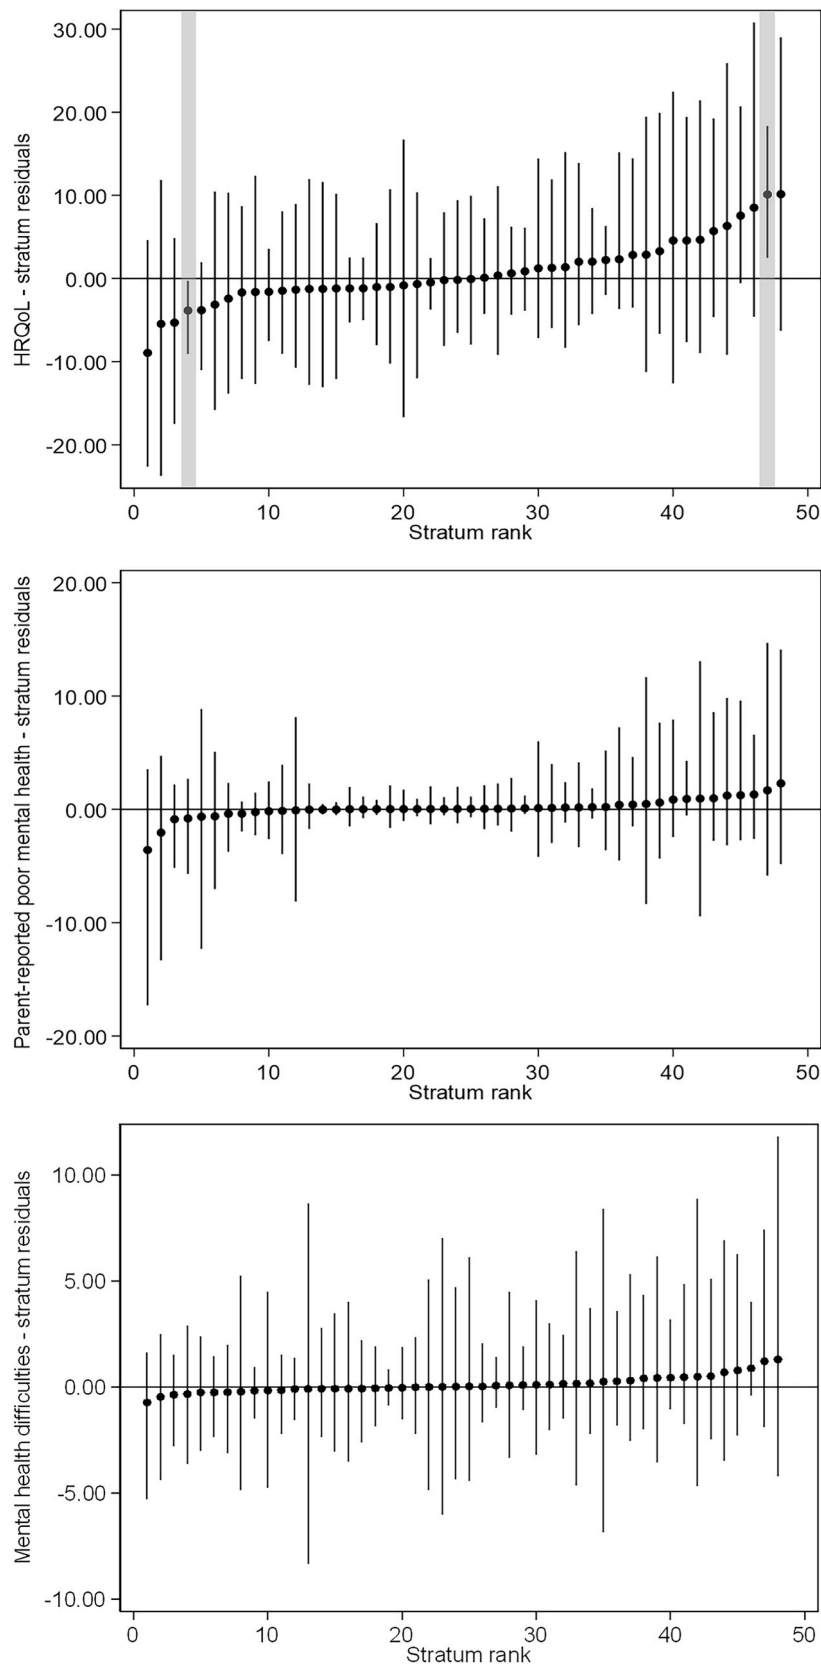 HRQoL - stratum residuals
30.00
20.00
10.00
0.00
-10.00
-20.00
0 10 20 30 40 50
Stratum rank
Parent-reported poor mental health - stratum residuals
20.00
10.00
0.00
-10.00
-20.00
0 10 20 30 40 50
Stratum rank
Mental health difficulties - stratum residuals
10.00
5.00
0.00
-5.00
-10.00
0 10 20 30 40 50
Stratum rank